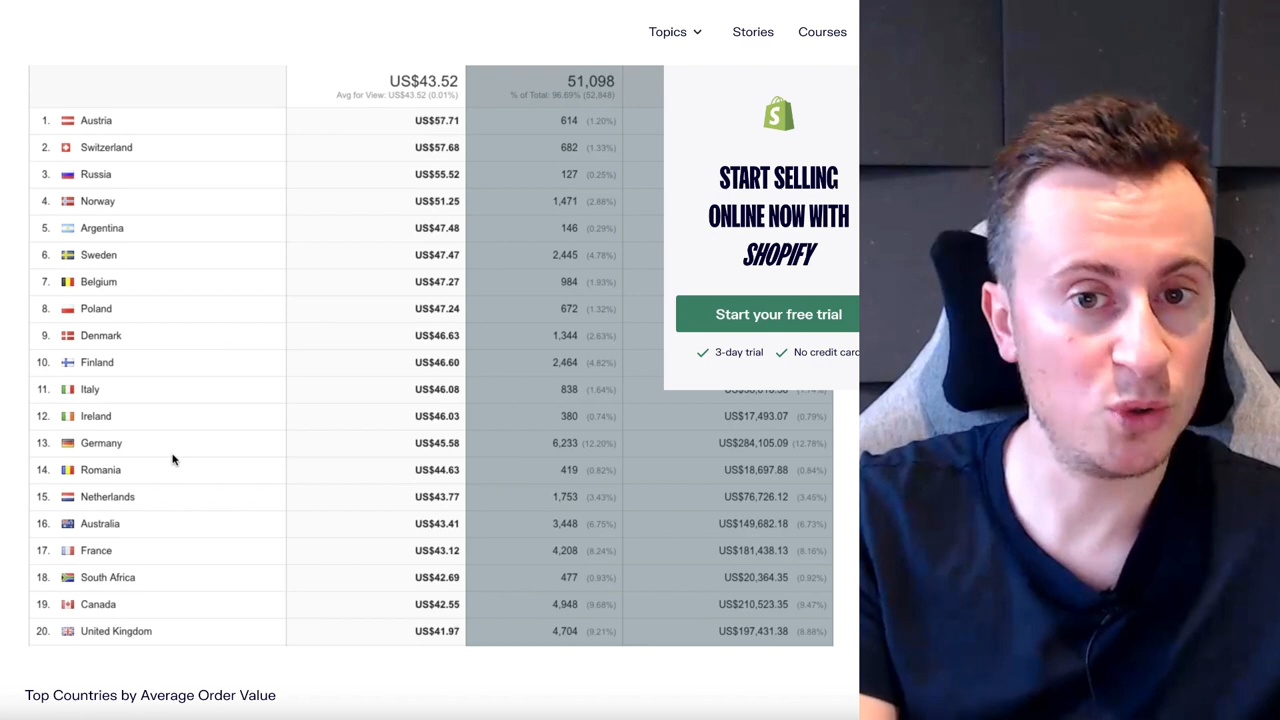 Topics Stories Courses
US$43.52 51,098
Avg for View: US$43.52 (0.01%) % of Total: 96.69% (52,848)
1. Austria US$57.71 614 (1.20%)
2. Switzerland US$57.68 682 (1.33%)
3. Russia US$55.52 127 (0.25%)
4. Norway US$51.25 1,471 (2.88%)
5. Argentina US$47.48 146 (0.29%)
6. Sweden US$47.47 2,445 (4.78%)
7. Belgium US$47.27 984 (1.93%)
8. Poland US$47.24 672 (1.32%)
9. Denmark US$46.63 1,344 (2.63%)
10. Finland US$46.60 2,464 (4.82%)
11. Italy US$46.08 838 (1.64%)
12. Ireland US$46.03 380 (0.74%) US$17,493.07 (0.79%)
13. Germany US$45.58 6,233 (12.20%) US$284,105.09 (12.78%)
14. Romania US$44.63 419 (0.82%) US$18,697.88 (0.84%)
15. Netherlands US$43.77 1,753 (3.43%) US$76,726.12 (3.45%)
16. Australia US$43.41 3,448 (6.75%) US$149,682.18 (6.73%)
17. France US$43.12 4,208 (8.24%) US$181,438.13 (8.16%)
18. South Africa US$42.69 477 (0.93%) US$20,364.35 (0.92%)
19. Canada US$42.55 4,948 (9.68%) US$210,523.35 (9.47%)
20. United Kingdom US$41.97 4,704 (9.21%) US$197,431.38 (8.88%)
START SELLING
ONLINE NOW WITH
SHOPIFY
Start your free trial
3-day trial No credit card
Top Countries by Average Order Value